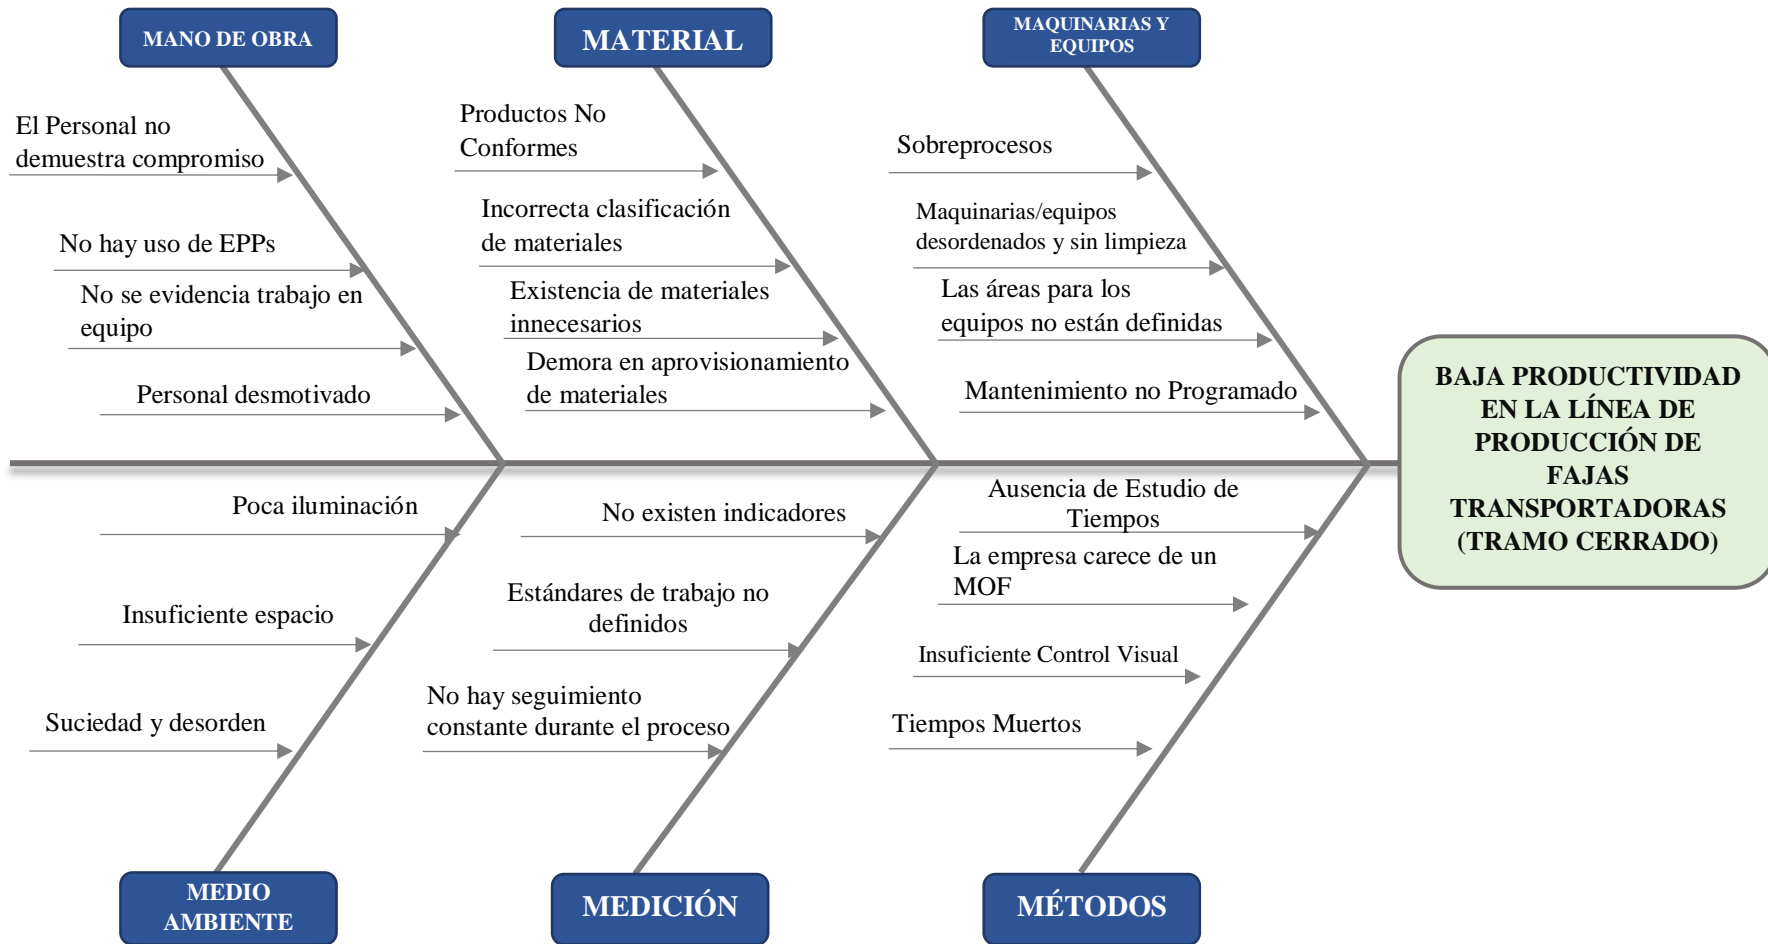 MANO DE OBRA
MATERIAL
MAQUINARIAS Y
EQUIPOS
El Personal no
demuestra compromiso
No hay uso de EPPs
No se evidencia trabajo en
equipo
Personal desmotivado
Productos No
Conformes
Incorrecta clasificación
de materiales
Existencia de materiales
innecesarios
Demora en aprovisionamiento
de materiales
Sobreprocesos
Maquinarias/equipos
desordenados y sin limpieza
Las áreas para los
equipos no están definidas
Mantenimiento no Programado
BAJA PRODUCTIVIDAD
EN LA LÍNEA DE
PRODUCCIÓN DE
FAJAS
TRANSPORTADORAS
(TRAMO CERRADO)
Poca iluminación
Insuficiente espacio
Suciedad y desorden
No existen indicadores
Estándares de trabajo no
definidos
No hay seguimiento
constante durante el proceso
Ausencia de Estudio de
Tiempos
La empresa carece de un
MOF
Insuficiente Control Visual
Tiempos Muertos
MEDIO
AMBIENTE
MEDICIÓN
MÉTODOS